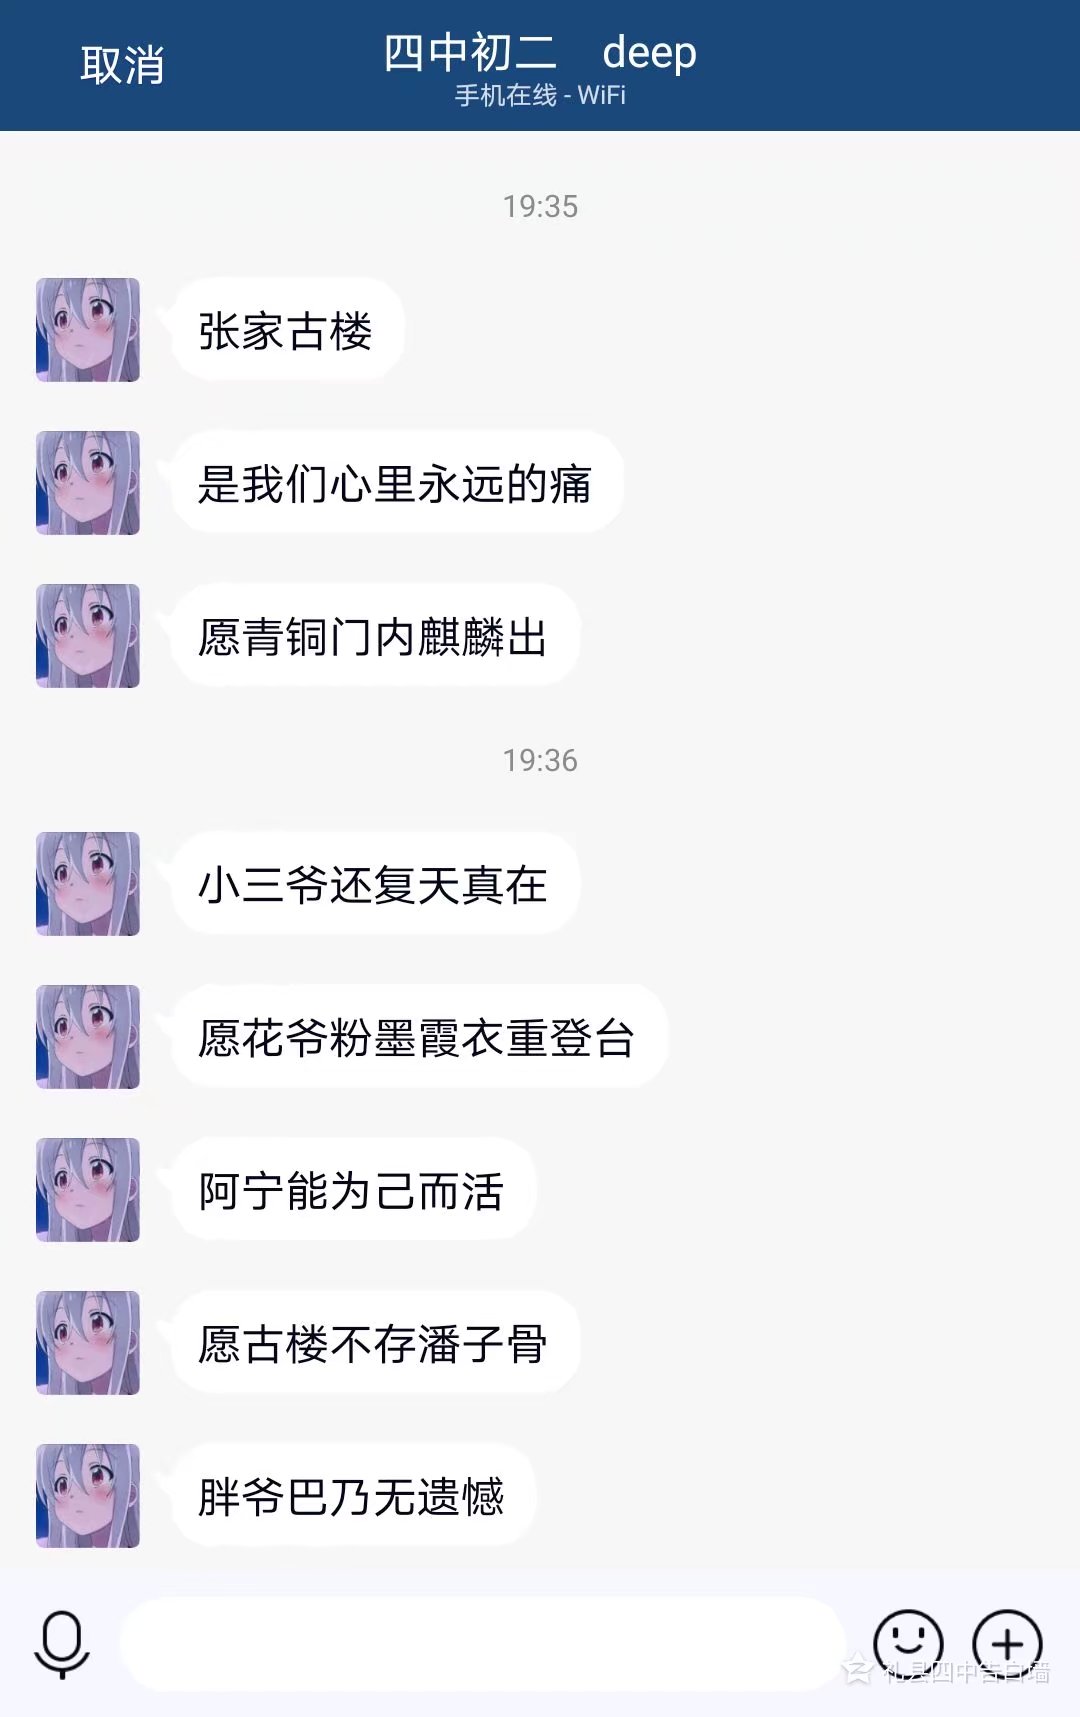 取消
四中初二 deep
手机在线 - WiFi
19:35
张家古楼
是我们心里永远的痛
愿青铜门内麒麟出
19:36
小三爷还复天真在
愿花爷粉墨霞衣重登台
阿宁能为己而活
愿古楼不存潘子骨
胖爷巴乃无遗憾
礼县四中告白墙